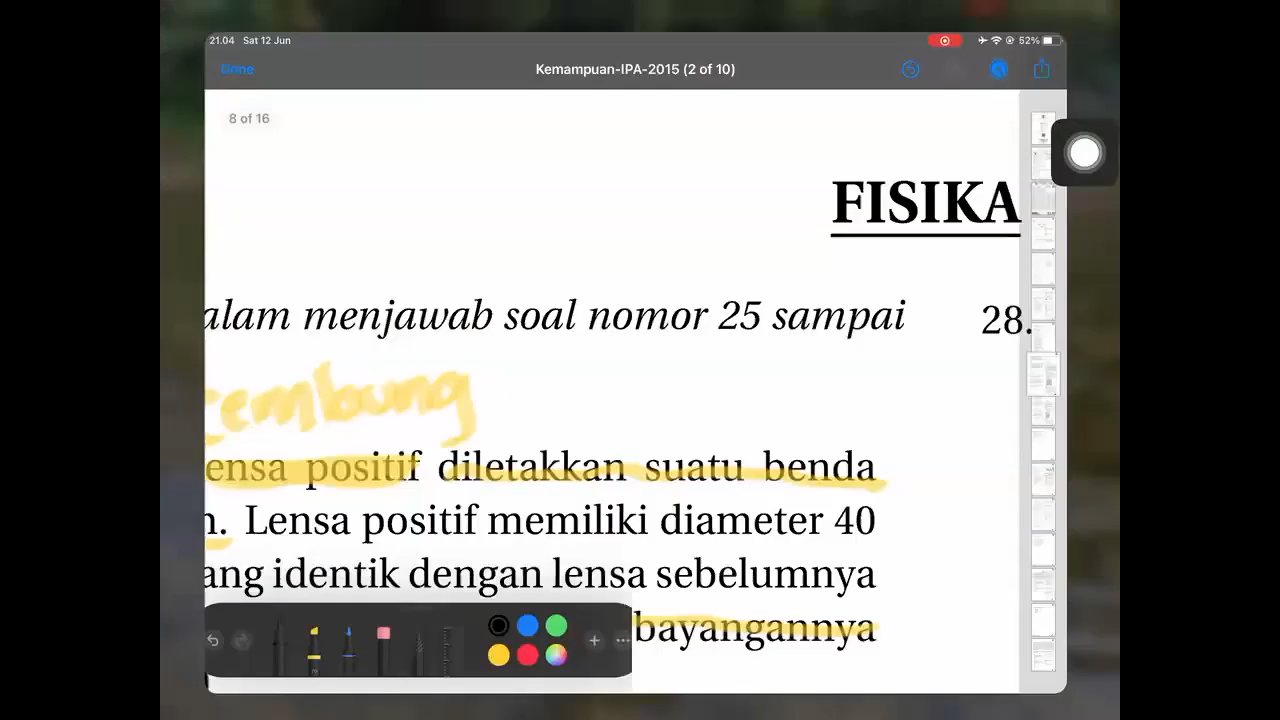 21.04 Sat 12 Jun
52%
Done
Kemampuan-IPA-2015 (2 of 10)
8 of 16
FISIKA
alam menjawab soal nomor 25 sampai
28.
cembung
ensa positif diletakkan suatu benda
n. Lensa positif memiliki diameter 40
ang identik dengan lensa sebelumnya
bayangannya